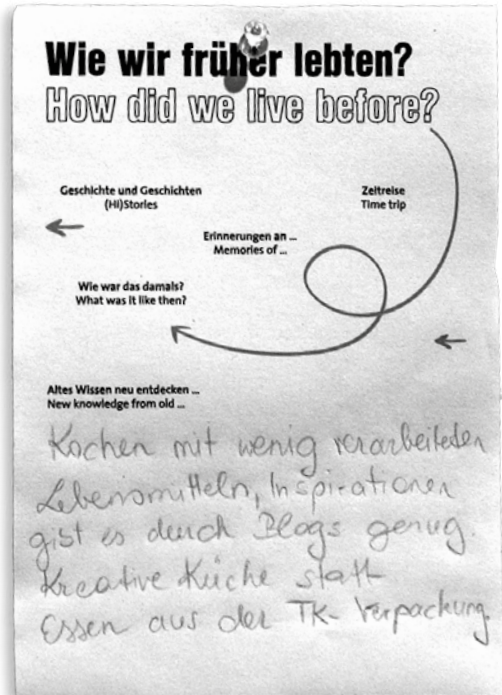 Wie wir früher lebten?
How did we live before?
Geschichte und Geschichten
(Hi)Stories
Zeitreise
Time trip
Erinnerungen an ...
Memories of ...
Wie war das damals?
What was it like then?
Altes Wissen neu entdecken ...
New knowledge from old ...
Kochen mit wenig verarbeiteten
Lebensmitteln, Inspirationen
gibt es durch Blogs genug.
Kreative Küche statt
Essen aus der TK-Verpackung.